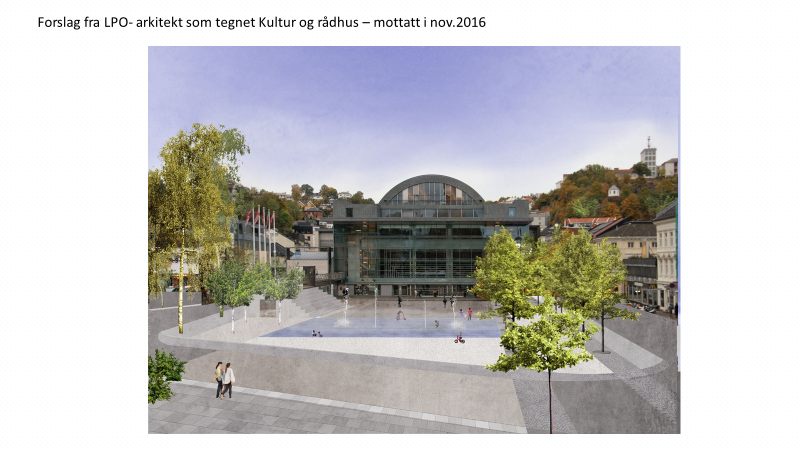 Forslag fra LPO- arkitekt som tegnet Kultur og rådhus – mottatt i nov.2016